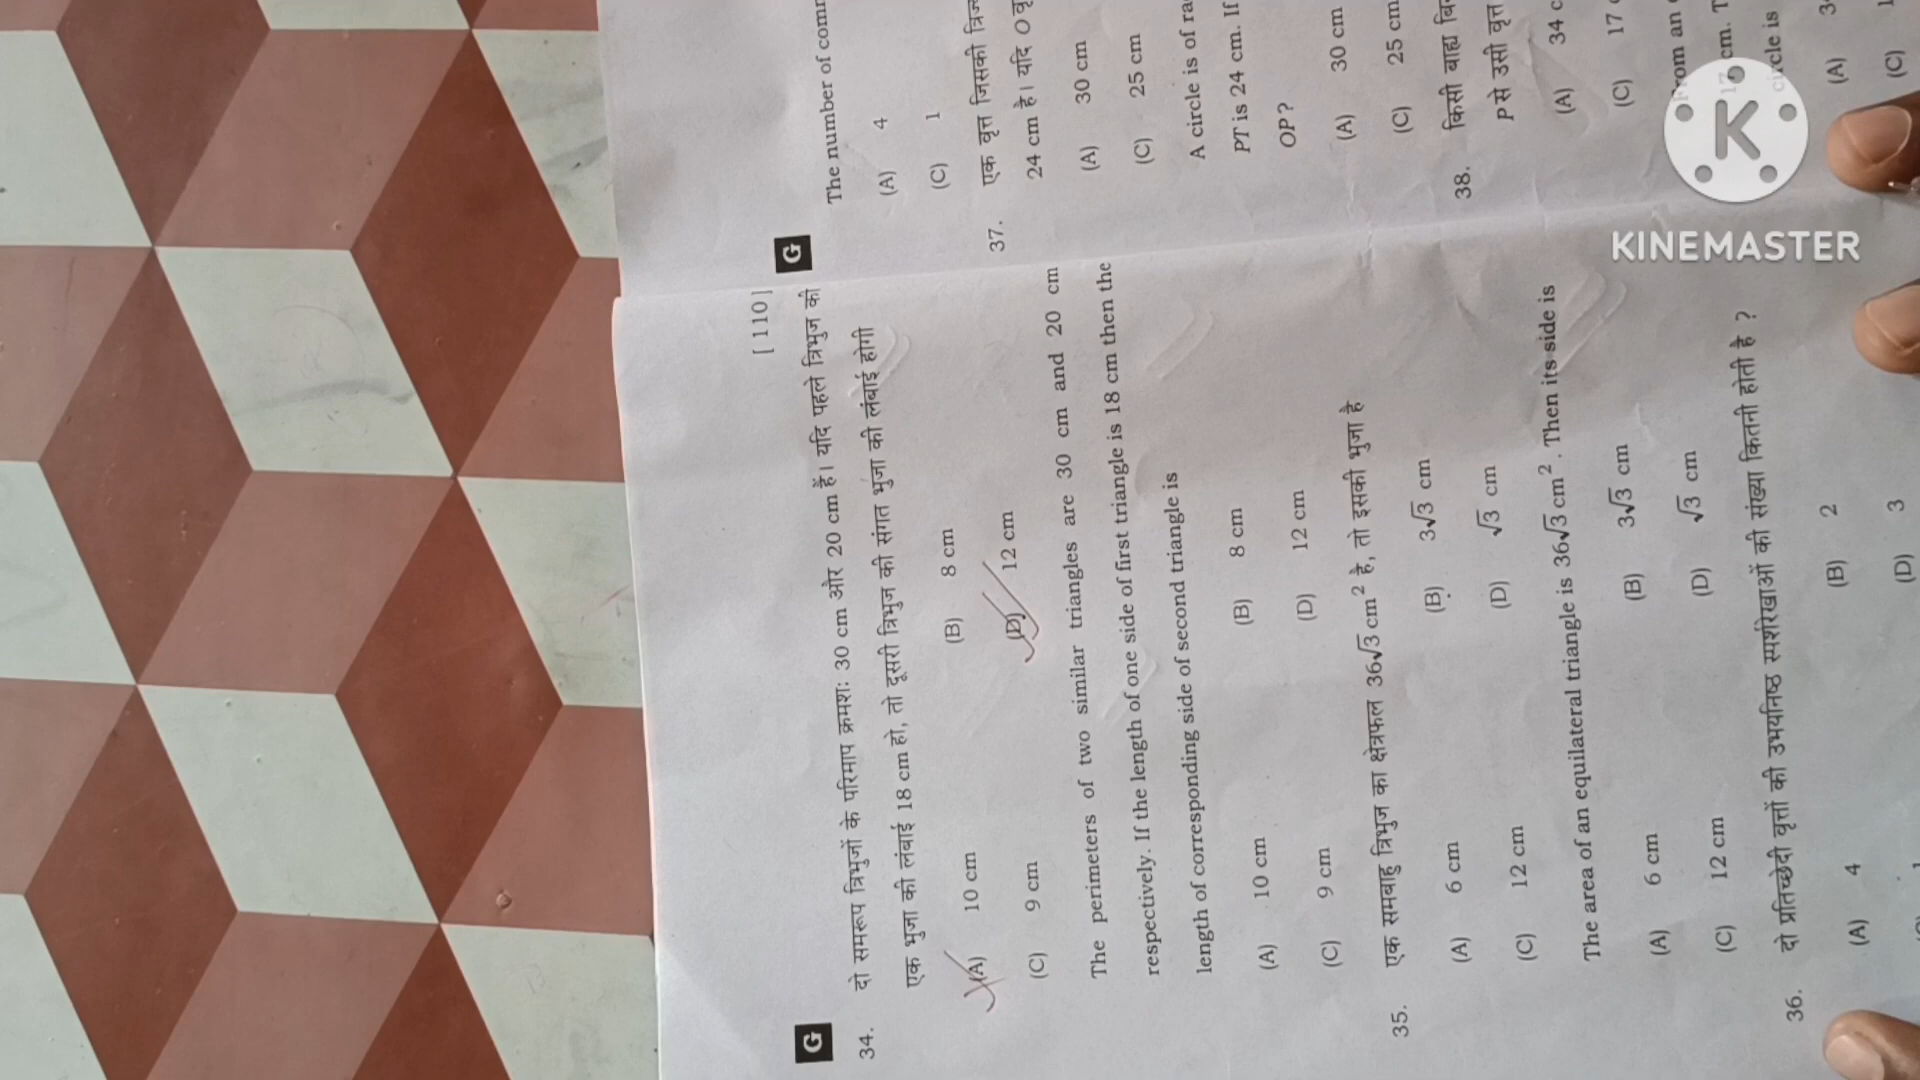 G
[ 110 ]
34. दो समरूप त्रिभुजों के परिमाप क्रमश: 30 cm और 20 cm हैं। यदि पहले त्रिभुज की
एक भुजा की लंबाई 18 cm हो, तो दूसरी त्रिभुज की संगत भुजा की लंबाई होगी
(A) 10 cm (B) 8 cm
(C) 9 cm (D) 12 cm
The perimeters of two similar triangles are 30 cm and 20 cm
respectively. If the length of one side of first triangle is 18 cm then the
length of corresponding side of second triangle is
(A) 10 cm (B) 8 cm
(C) 9 cm (D) 12 cm
35. एक समबाहु त्रिभुज का क्षेत्रफल 36√3 cm² है, तो इसकी भुजा है
(A) 6 cm (B) 3√3 cm
(C) 12 cm (D) √3 cm
The area of an equilateral triangle is 36√3 cm². Then its side is
(A) 6 cm (B) 3√3 cm
(C) 12 cm (D) √3 cm
36. दो प्रतिच्छेदी वृत्तों की उभयनिष्ठ स्पर्शरेखाओं की संख्या कितनी होती है ?
(A) 4 (B) 2
(D) 3
G
The number of
(A) 4
(C) 1
37. एक वृत्त जिसकी
24 cm है। यदि O
(A) 30 cm
(C) 25 cm
A circle is of
PT is 24 cm. If
OP ?
(A) 30 cm
(C) 25 cm
38. किसी बाह्य
P से उसी वृत्त
(A) 34
(C) 17
From an
17 cm.
circle is
(A)
(C)
KINEMASTER